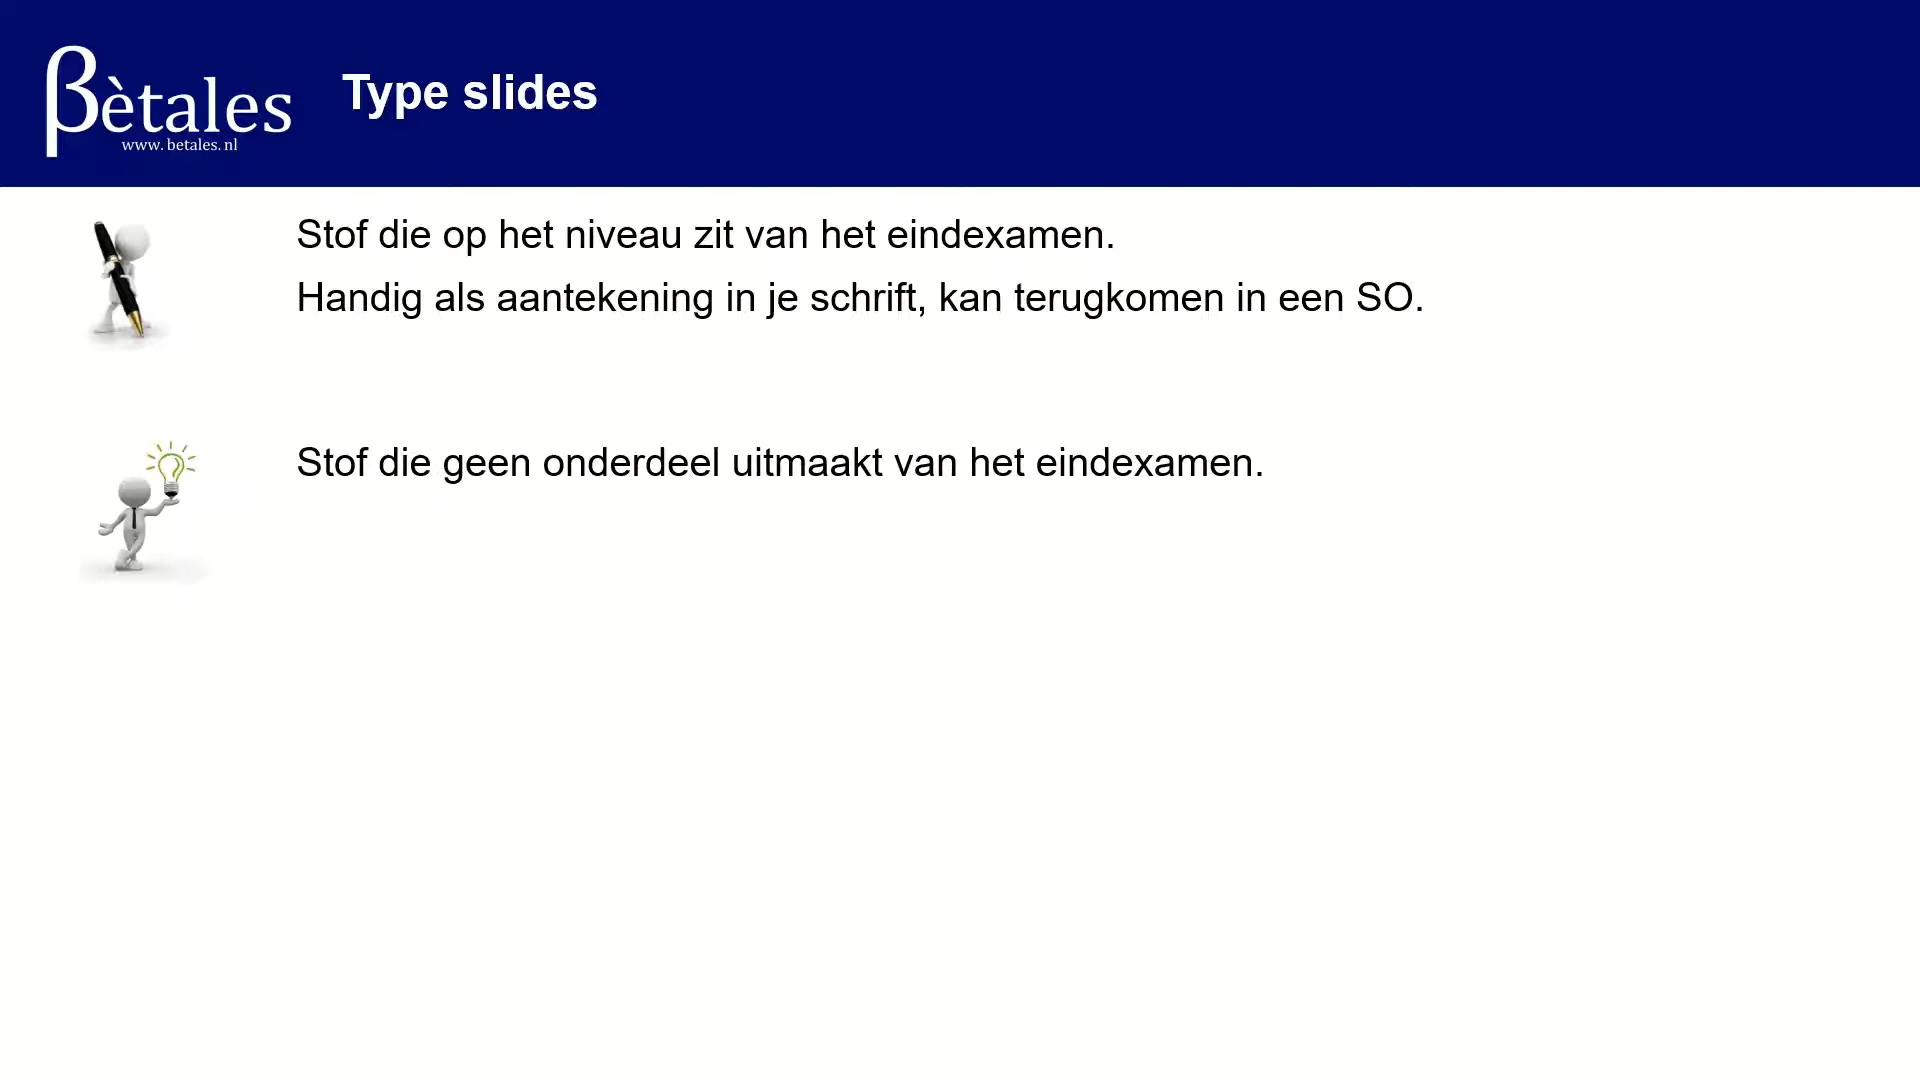 βètales
www.betales.nl
Type slides
Stof die op het niveau zit van het eindexamen.
Handig als aantekening in je schrift, kan terugkomen in een SO.
Stof die geen onderdeel uitmaakt van het eindexamen.